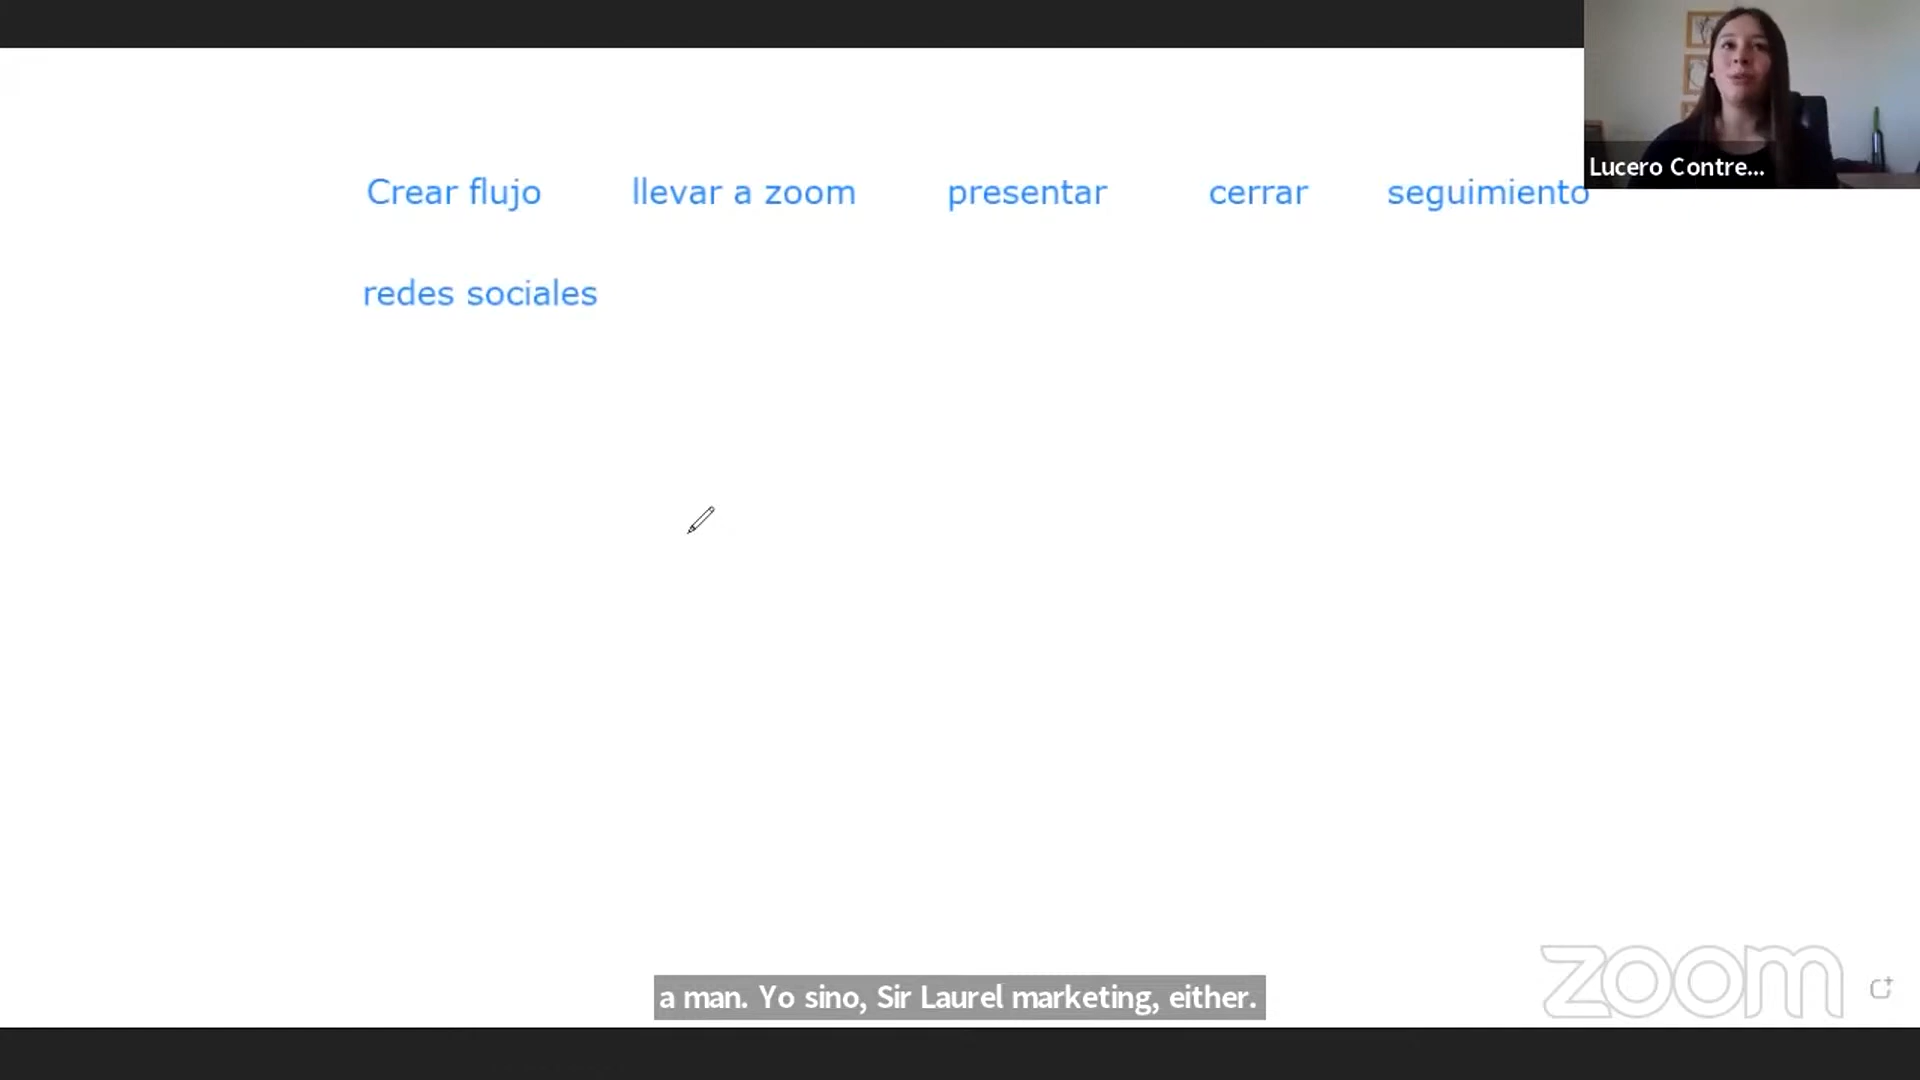 Lucero Contre...
Crear flujo llevar a zoom presentar cerrar seguimiento
redes sociales
zoom
a man. Yo sino, Sir Laurel marketing, either.